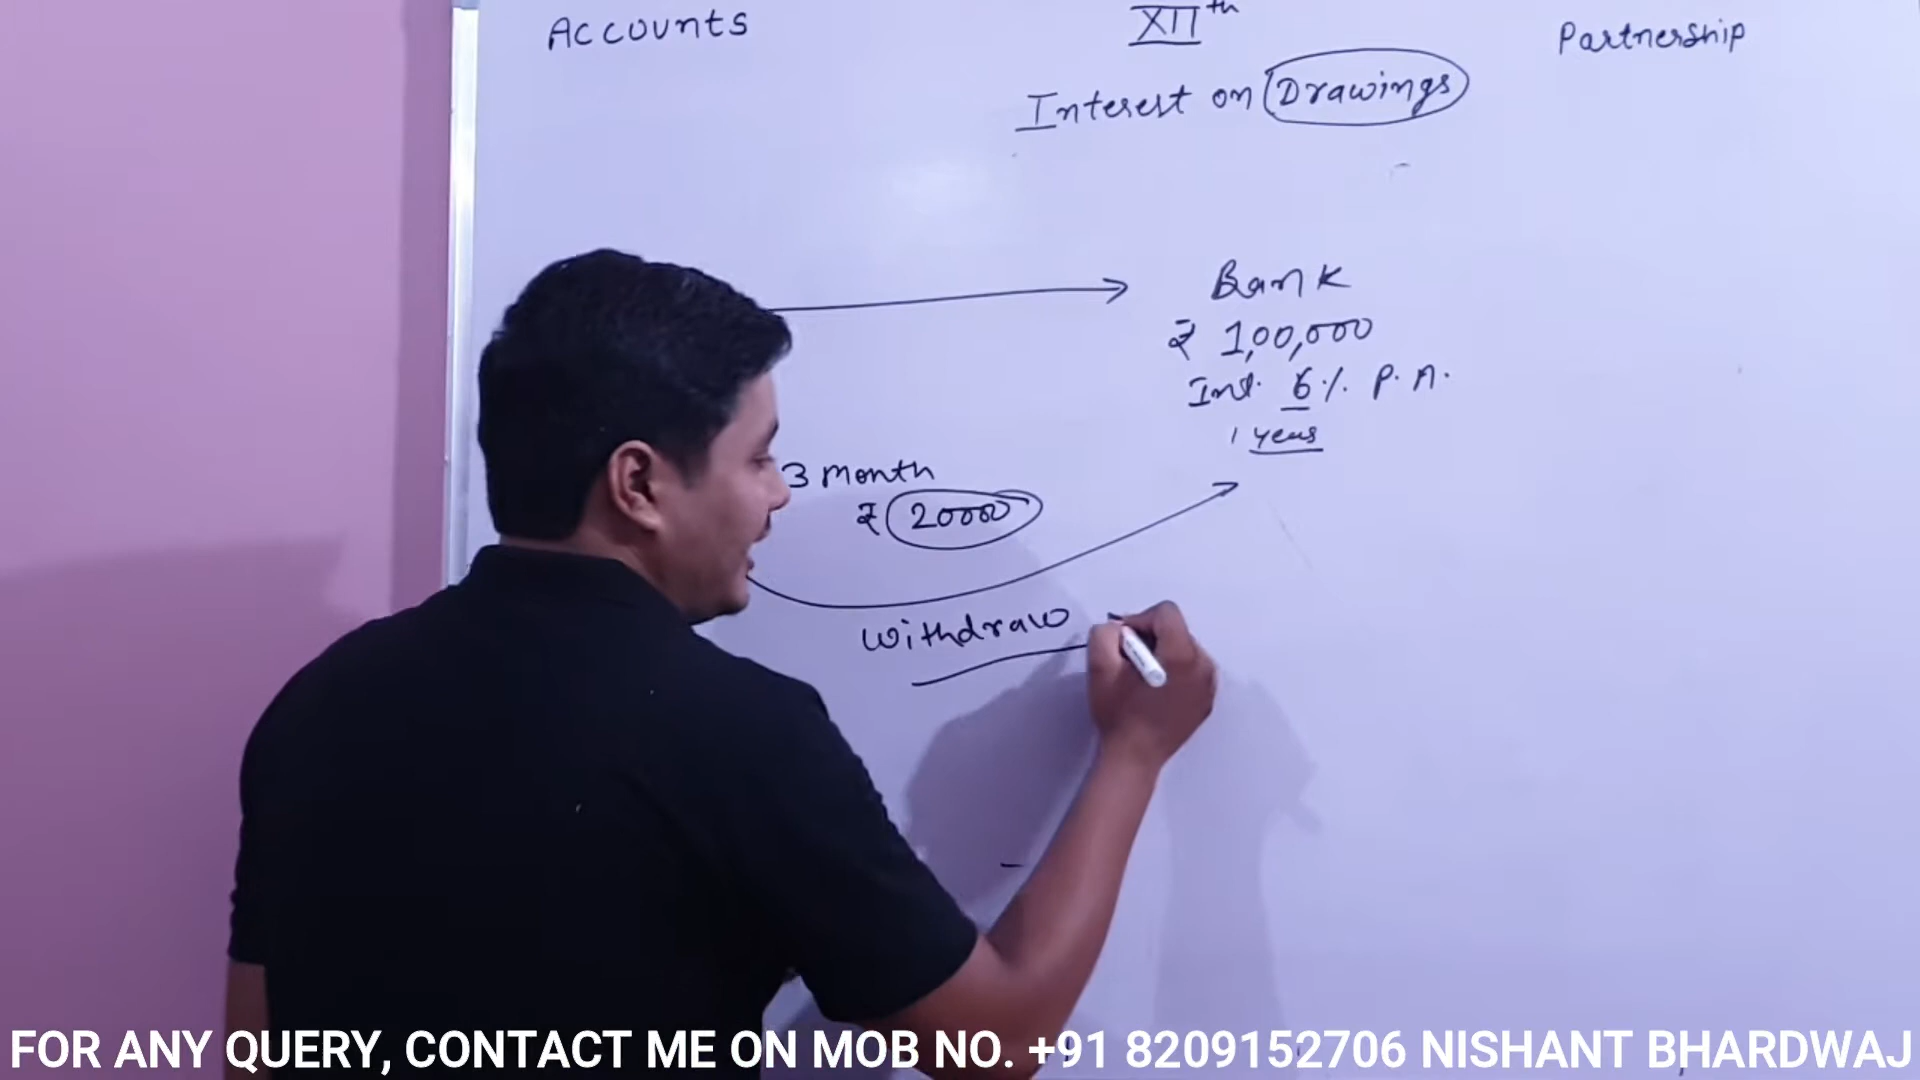 Accounts
XIIth
Partnership
Interest on Drawings
Bank
₹ 1,00,000
Int. 6% P.A.
1 year
3 Month
₹ 20000
Withdraw
FOR ANY QUERY, CONTACT ME ON MOB NO. +91 8209152706 NISHANT BHARDWAJ